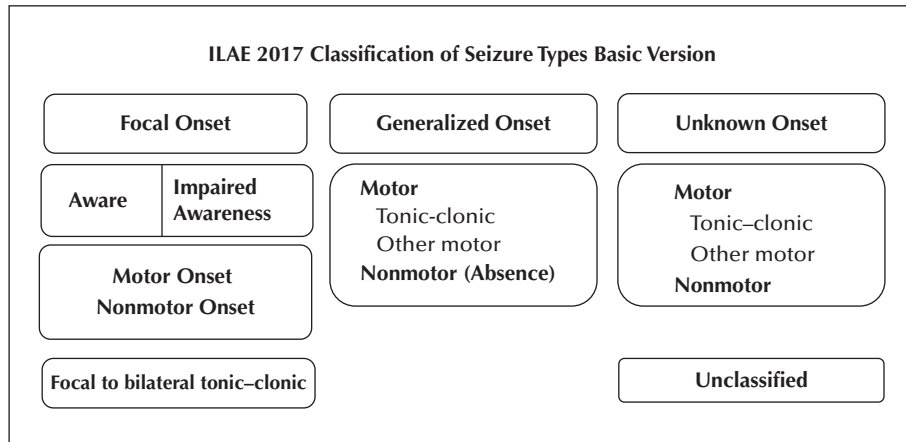 ILAE 2017 Classification of Seizure Types Basic Version
Focal Onset
Aware
Impaired
Awareness
Motor Onset
Nonmotor Onset
Focal to bilateral tonic–clonic
Generalized Onset
Motor
Tonic-clonic
Other motor
Nonmotor (Absence)
Unknown Onset
Motor
Tonic–clonic
Other motor
Nonmotor
Unclassified